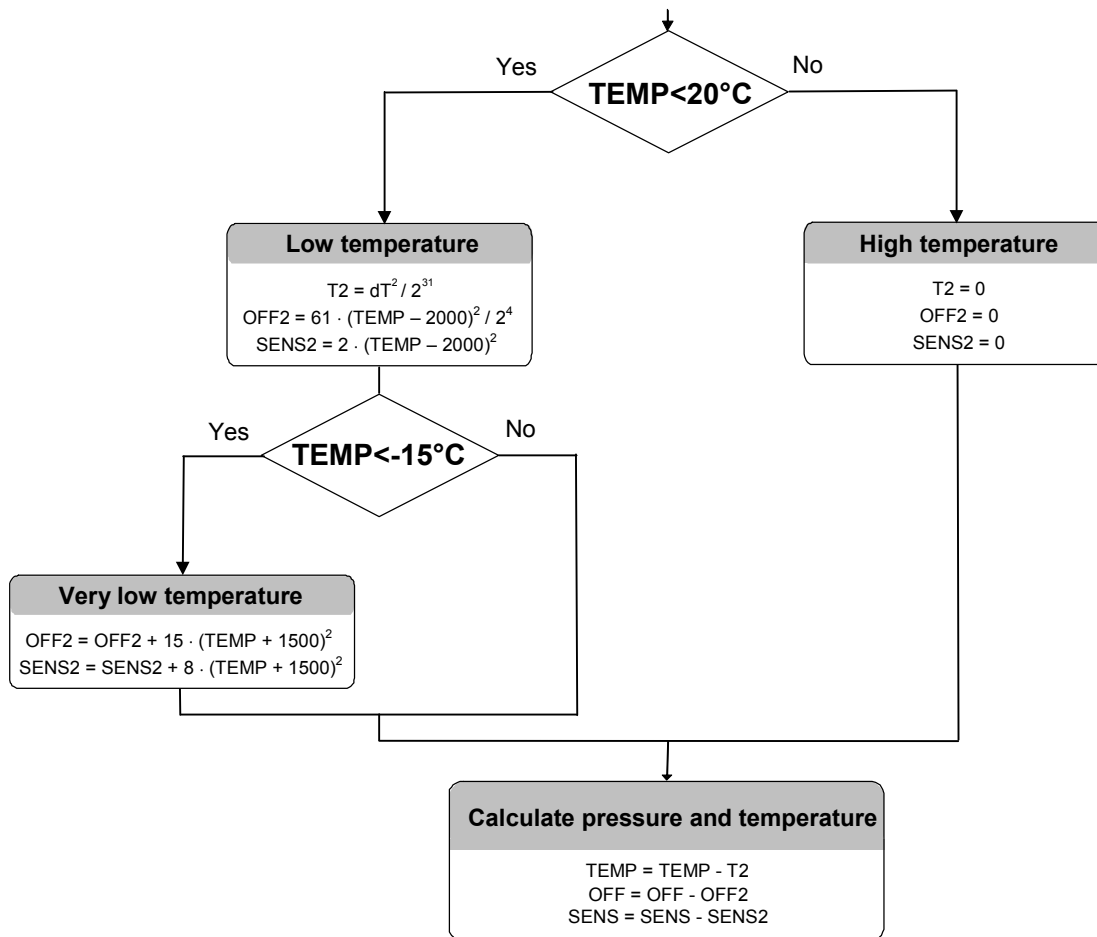 TEMP<20°C
Yes
No
Low temperature
T2 = dT² / 2³¹
OFF2 = 61 · (TEMP – 2000)² / 2⁴
SENS2 = 2 · (TEMP – 2000)²
High temperature
T2 = 0
OFF2 = 0
SENS2 = 0
TEMP<-15°C
Yes
No
Very low temperature
OFF2 = OFF2 + 15 · (TEMP + 1500)²
SENS2 = SENS2 + 8 · (TEMP + 1500)²
Calculate pressure and temperature
TEMP = TEMP - T2
OFF = OFF - OFF2
SENS = SENS - SENS2